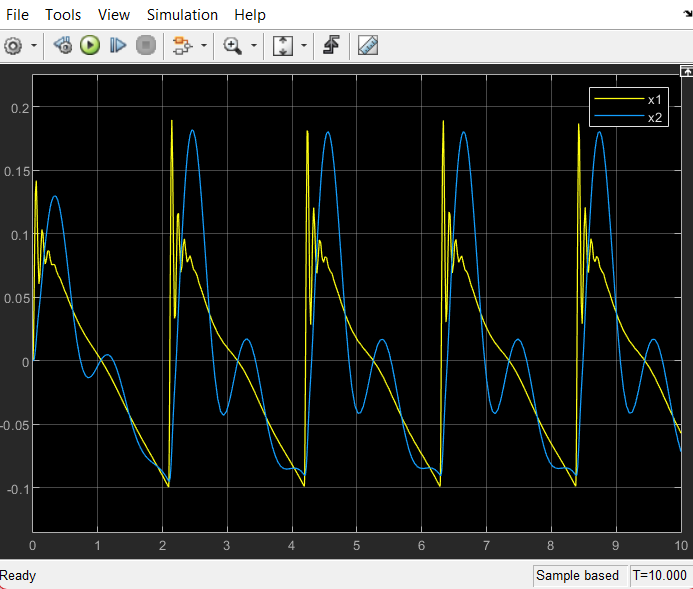 File Tools View Simulation Help
x1
x2
0.2
0.15
0.1
0.05
0
-0.05
-0.1
0 1 2 3 4 5 6 7 8 9 10
Ready Sample based T=10.000